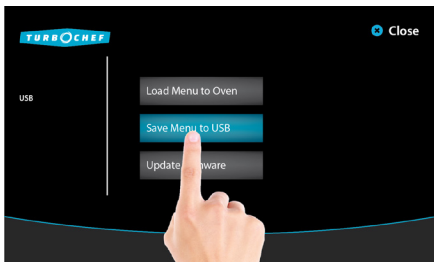 TURBOCHEF
Close
USB
Load Menu to Oven
Save Menu to USB
Update